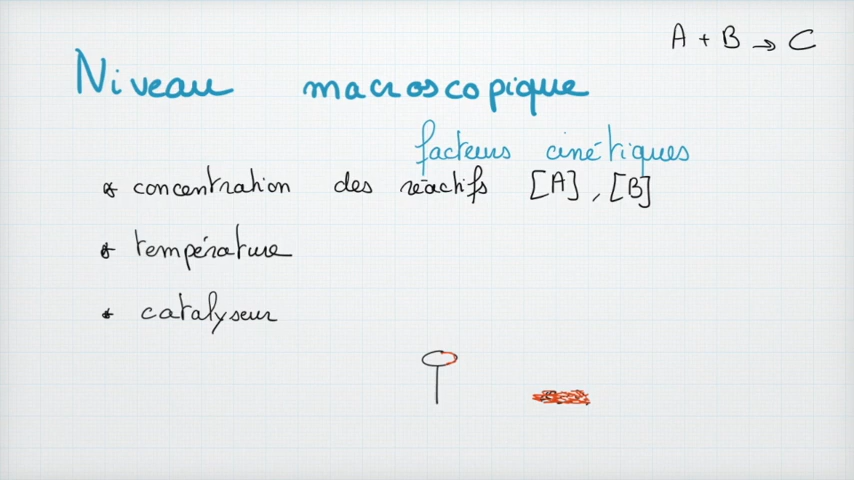 A + B → C
Niveau macroscopique
facteurs cinétiques
* concentration des réactifs [A], [B]
* température
* catalyseur